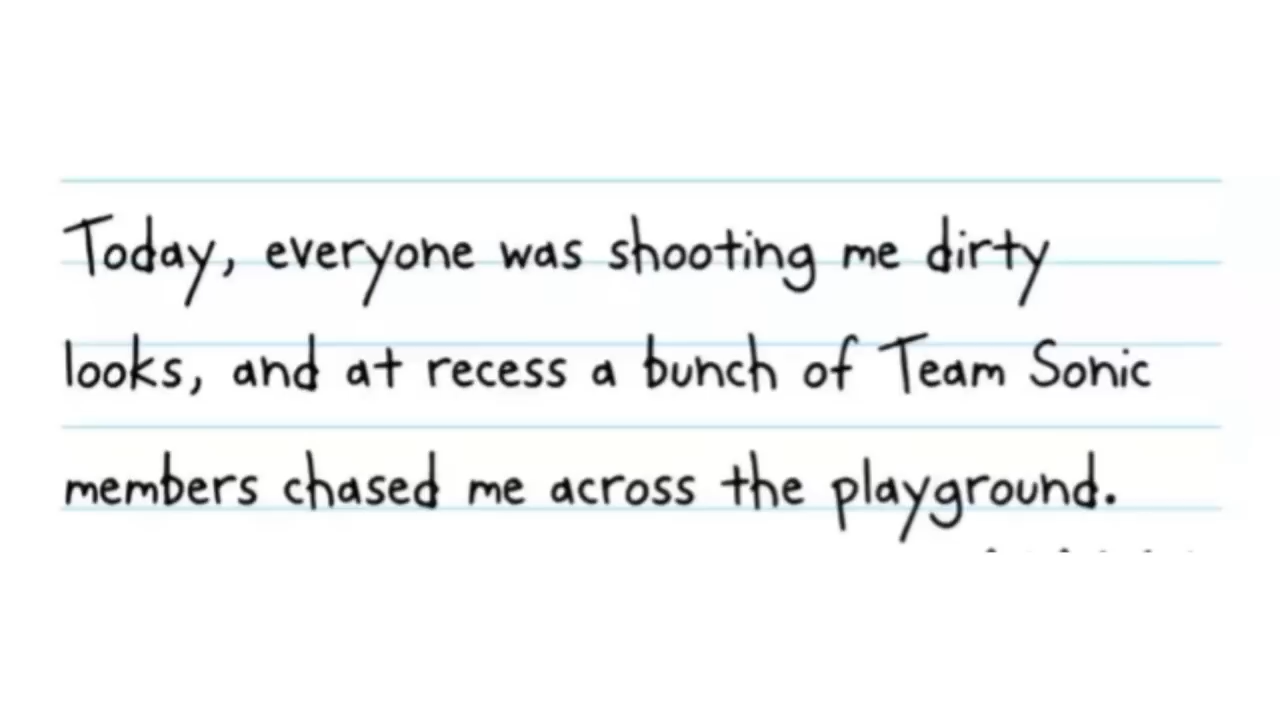 Today, everyone was shooting me dirty
looks, and at recess a bunch of Team Sonic
members chased me across the playground.